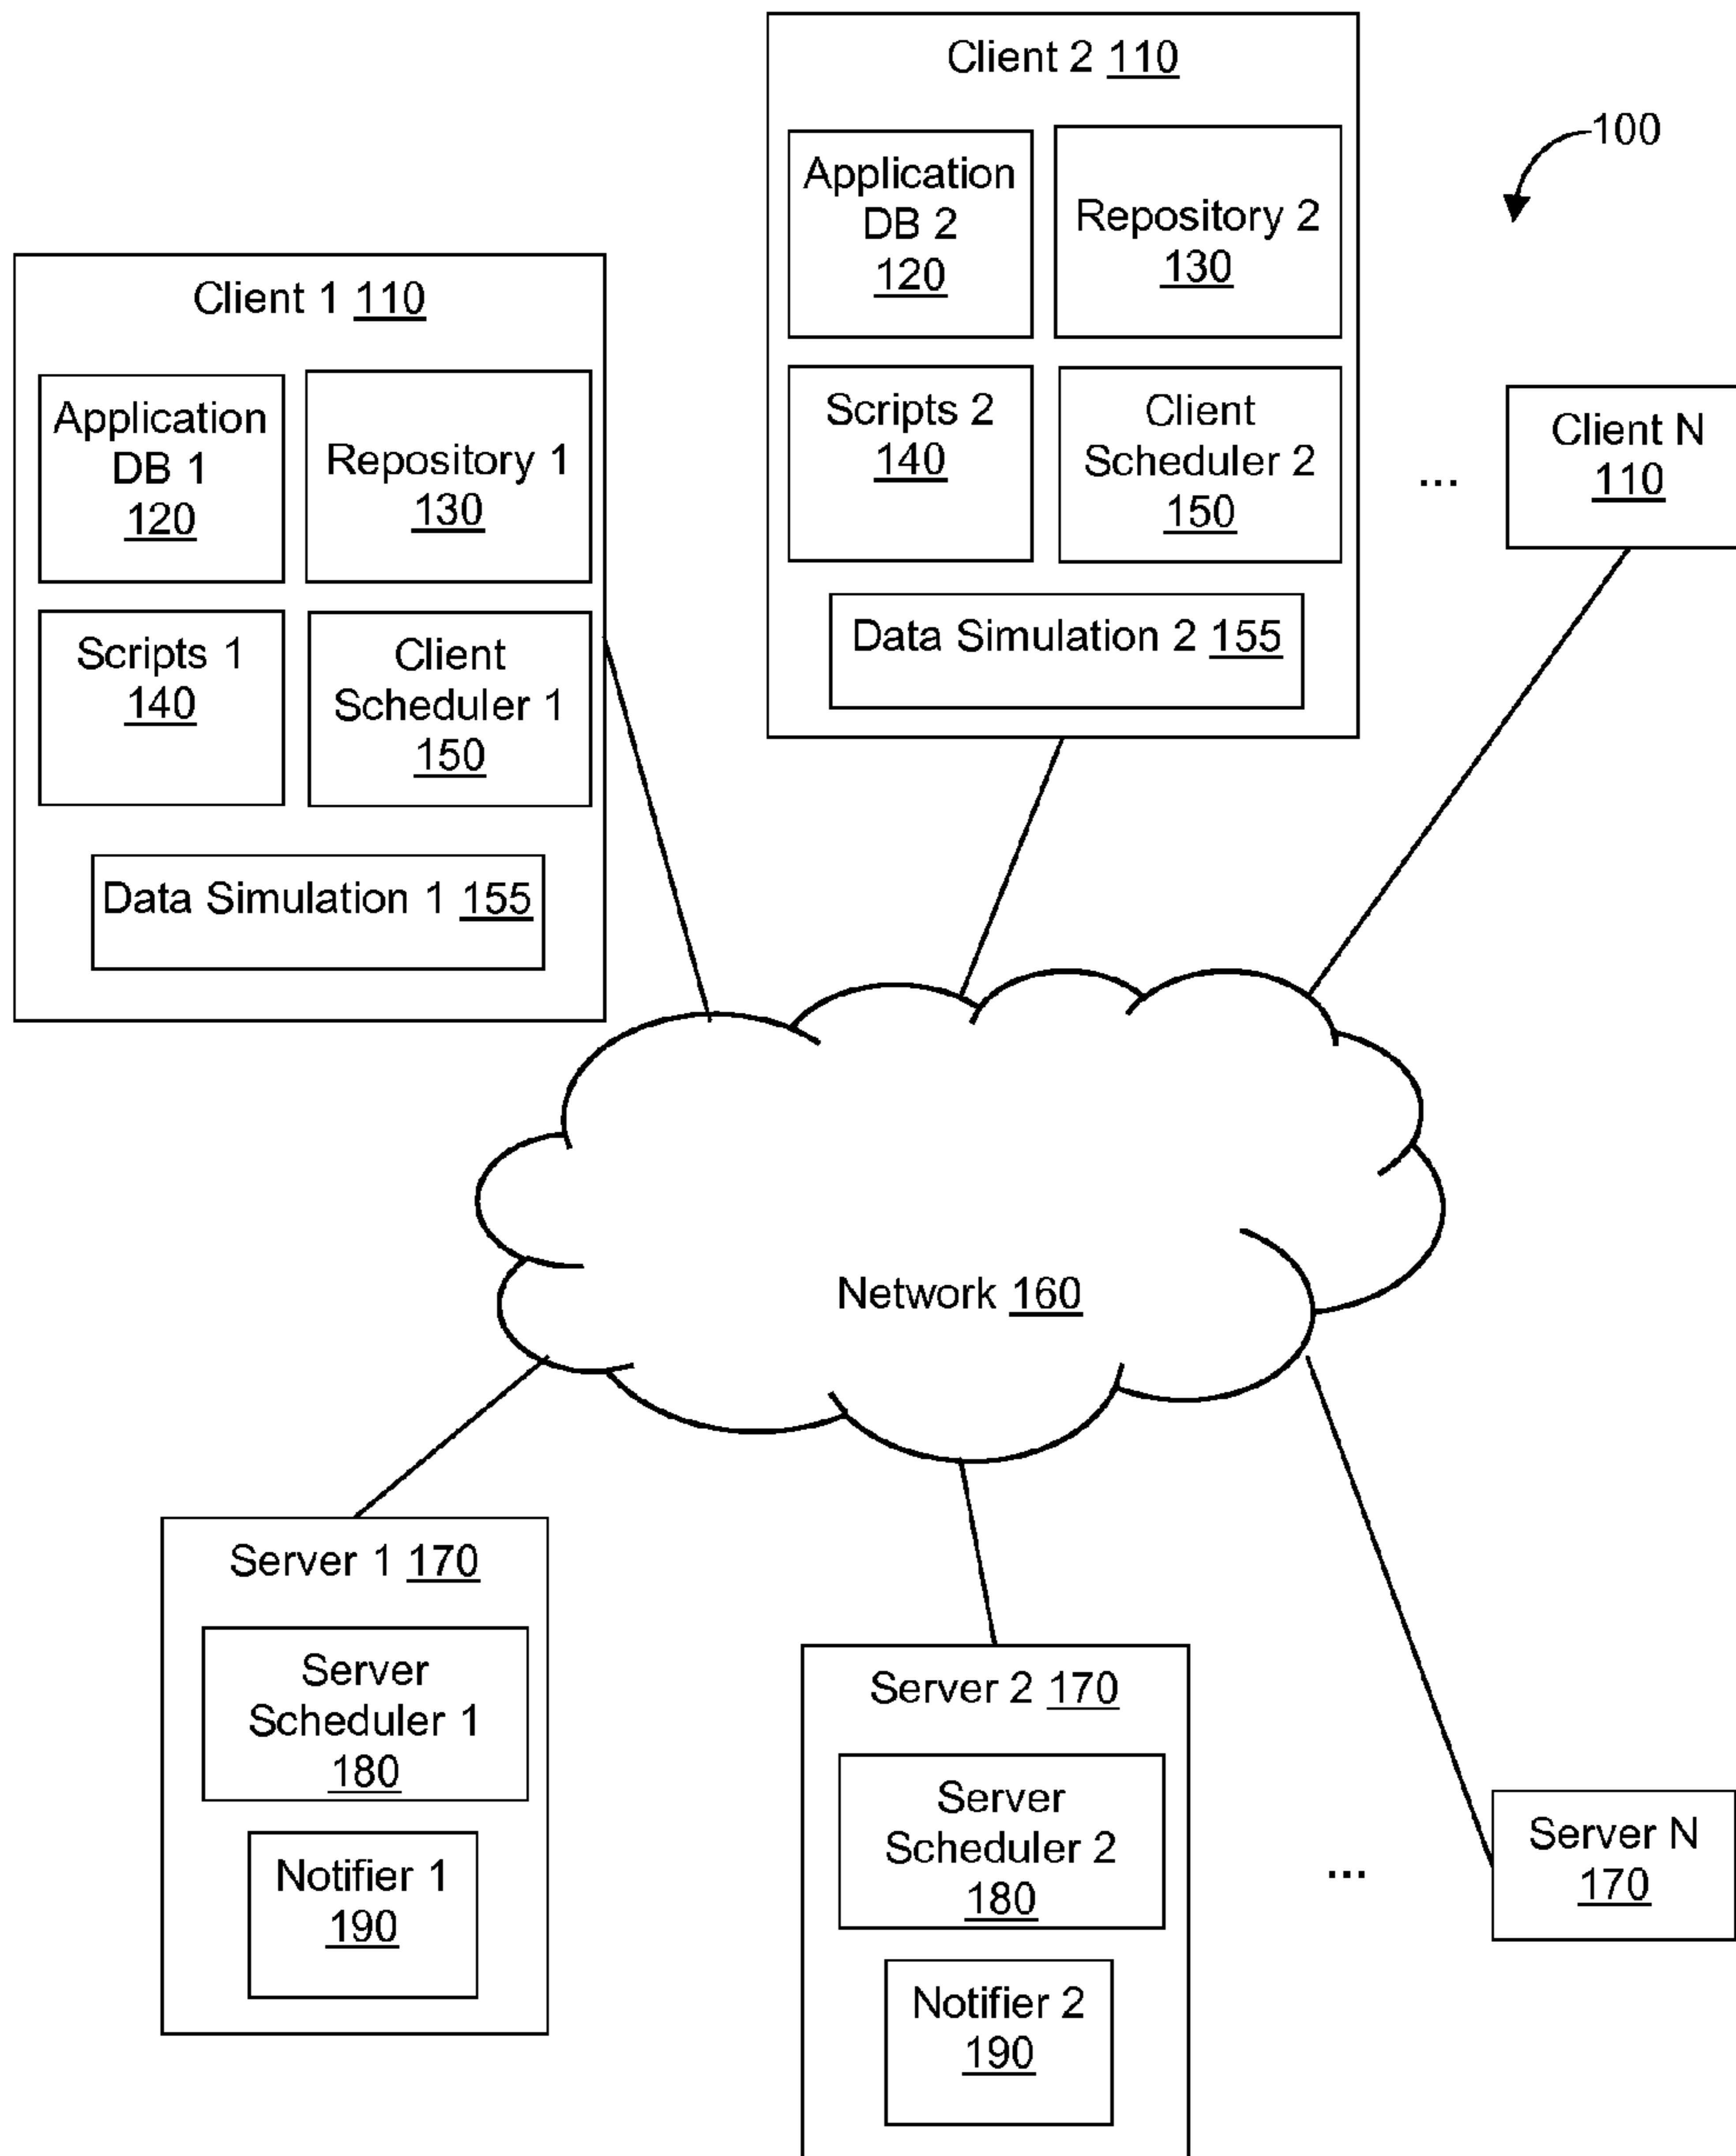 Client 2 110
Application
DB 2
120
Repository 2
130
Scripts 2
140
Client
Scheduler 2
150
Data Simulation 2 155
100
Client 1 110
Application
DB 1
120
Repository 1
130
Scripts 1
140
Client
Scheduler 1
150
Data Simulation 1 155
...
Client N
110
Network 160
Server 1 170
Server
Scheduler 1
180
Notifier 1
190
Server 2 170
Server
Scheduler 2
180
Notifier 2
190
...
Server N
170